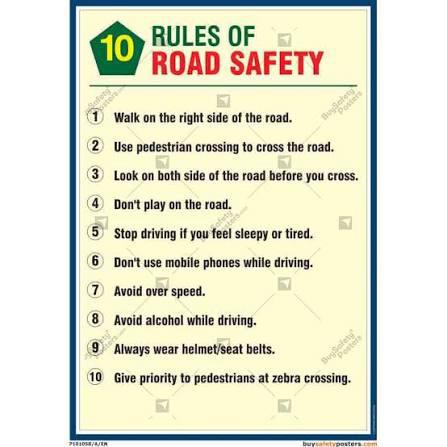 10 RULES OF
ROAD SAFETY
1 Walk on the right side of the road.
2 Use pedestrian crossing to cross the road.
3 Look on both side of the road before you cross.
4 Don't play on the road.
5 Stop driving if you feel sleepy or tired.
6 Don't use mobile phones while driving.
7 Avoid over speed.
8 Avoid alcohol while driving.
9 Always wear helmet/seat belts.
10 Give priority to pedestrians at zebra crossing.
buysafetyposters.com